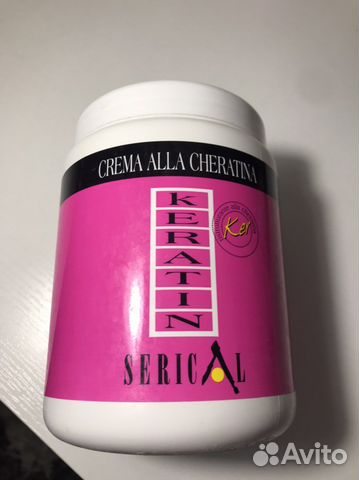 CREMA ALLA CHERATINA
KERATIN
Ker
SERICAL
Avito